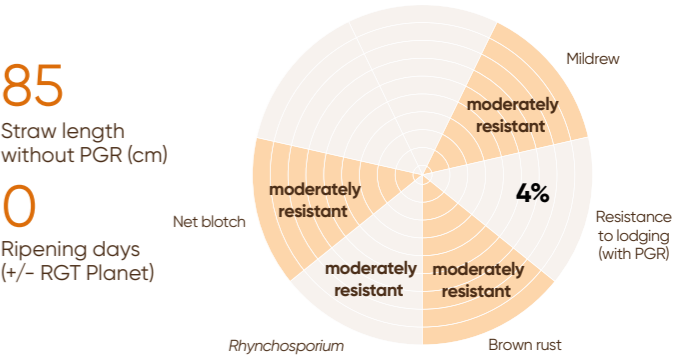 85
Straw length
without PGR (cm)
0
Ripening days
(+/- RGT Planet)
Mildrew
moderately
resistant
4%
Resistance
to lodging
(with PGR)
moderately
resistant
Brown rust
moderately
resistant
Rhynchosporium
moderately
resistant
Net blotch